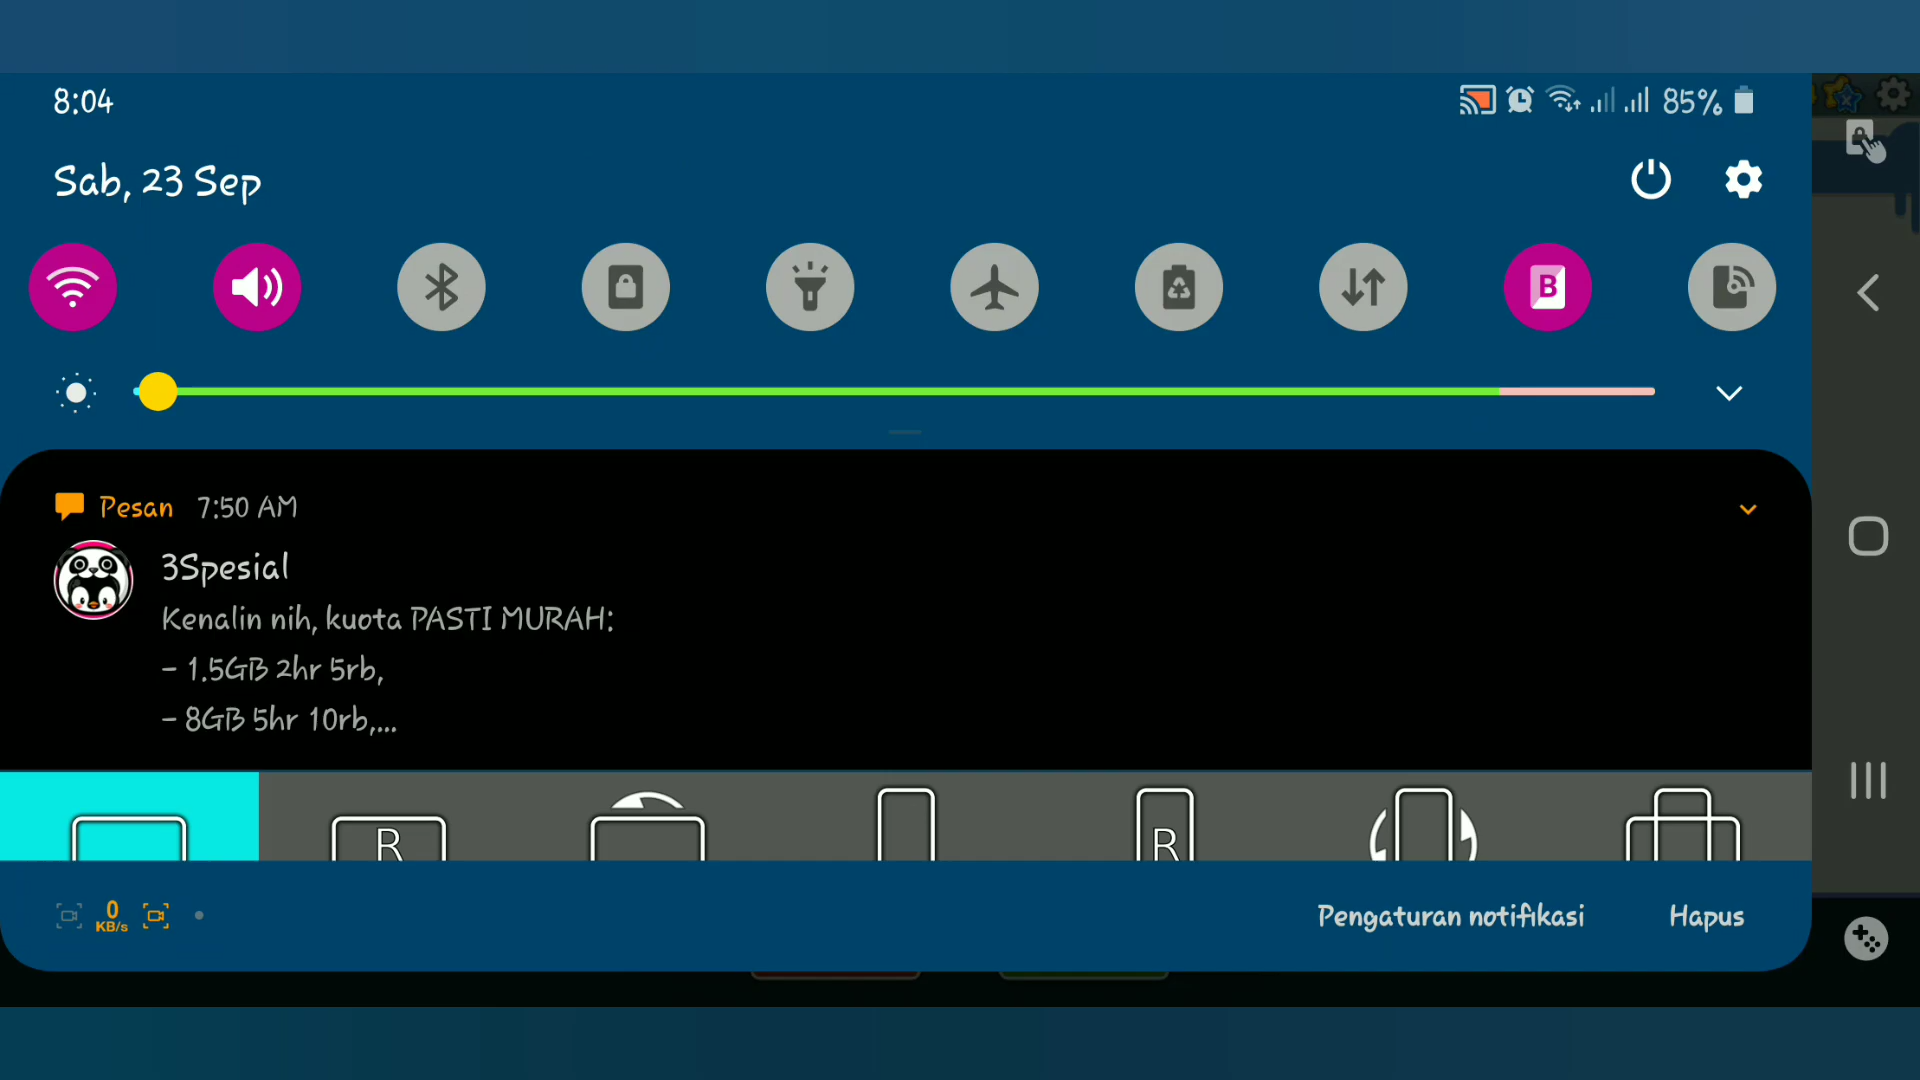 8:04
85%
Sab, 23 Sep
B
Pesan 7:50 AM
3Spesial
Kenalin nih, kuota PASTI MURAH:
- 1.5GB 2hr 5rb,
- 8GB 5hr 10rb,...
R
R
0
KB/s
Pengaturan notifikasi
Hapus